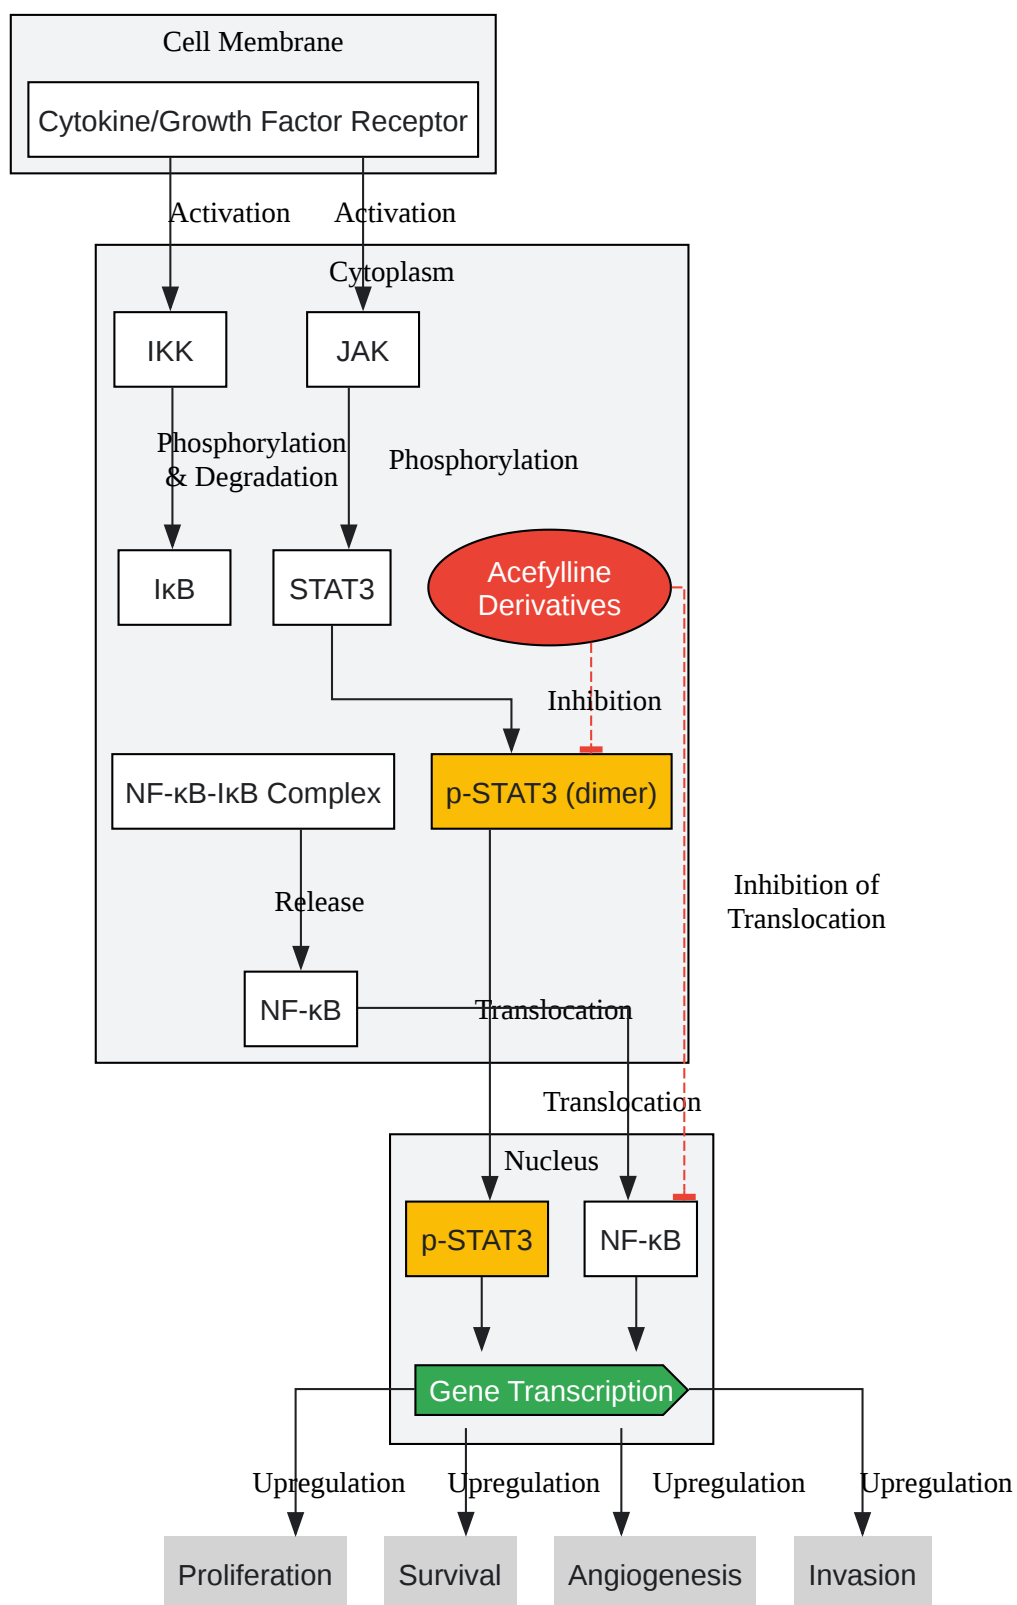 Cell Membrane
Cytokine/Growth Factor Receptor
Activation
Activation
Cytoplasm
IKK
JAK
Phosphorylation
& Degradation
Phosphorylation
IκB
STAT3
Acefylline
Derivatives
Inhibition
NF-κB-IκB Complex
p-STAT3 (dimer)
Release
Inhibition of
Translocation
NF-κB
Translocation
Translocation
Nucleus
p-STAT3
NF-κB
Gene Transcription
Upregulation
Upregulation
Upregulation
Upregulation
Proliferation
Survival
Angiogenesis
Invasion